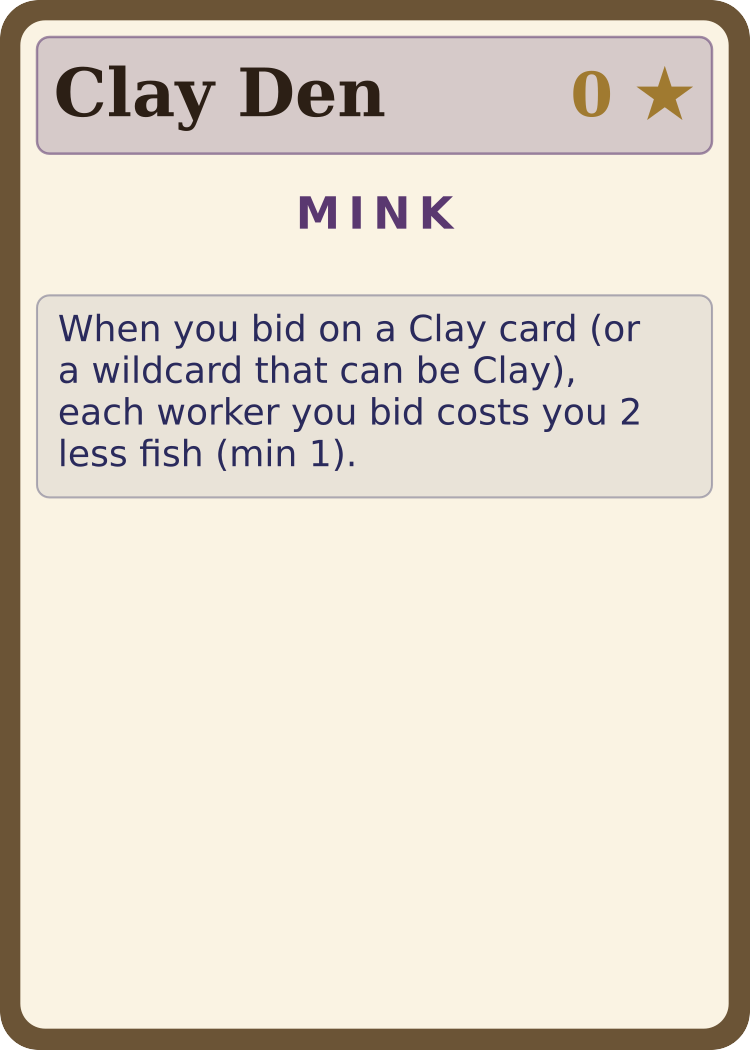 Clay Den 0 ★
MINK
When you bid on a Clay card (or
a wildcard that can be Clay),
each worker you bid costs you 2
less fish (min 1).